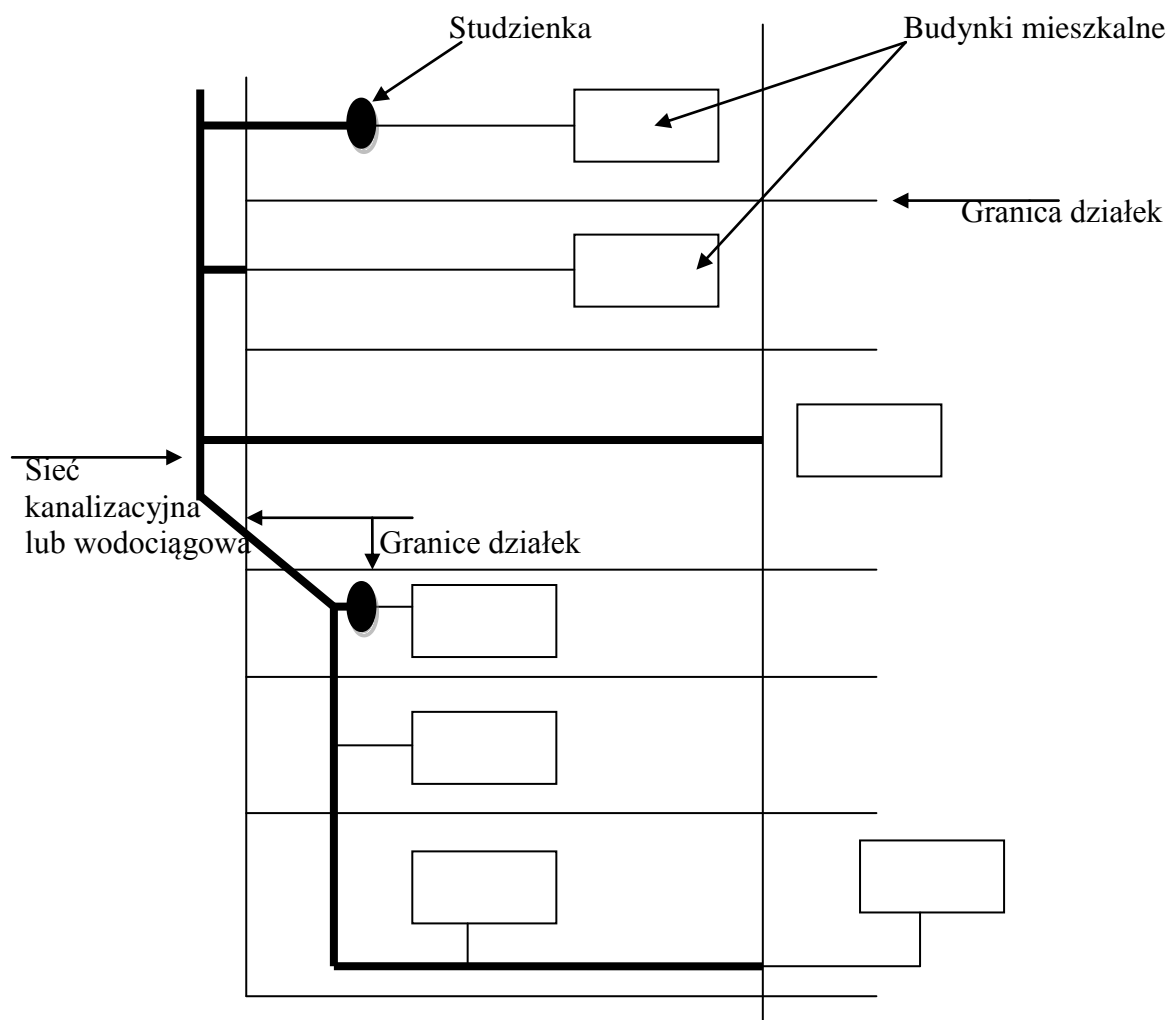 Studzienka
Budynki mieszkalne
Granica działek
Sieć
kanalizacyjna
lub wodociągowa
Granice działek